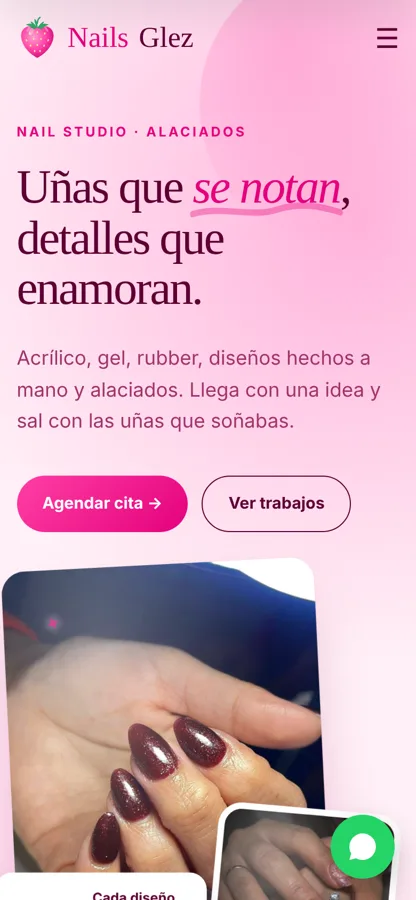 Nails Glez
NAIL STUDIO · ALACIADOS
Uñas que se notan,
detalles que
enamoran.
Acrílico, gel, rubber, diseños hechos a
mano y alaciados. Llega con una idea y
sal con las uñas que soñabas.
Agendar cita →
Ver trabajos
Cada diseño